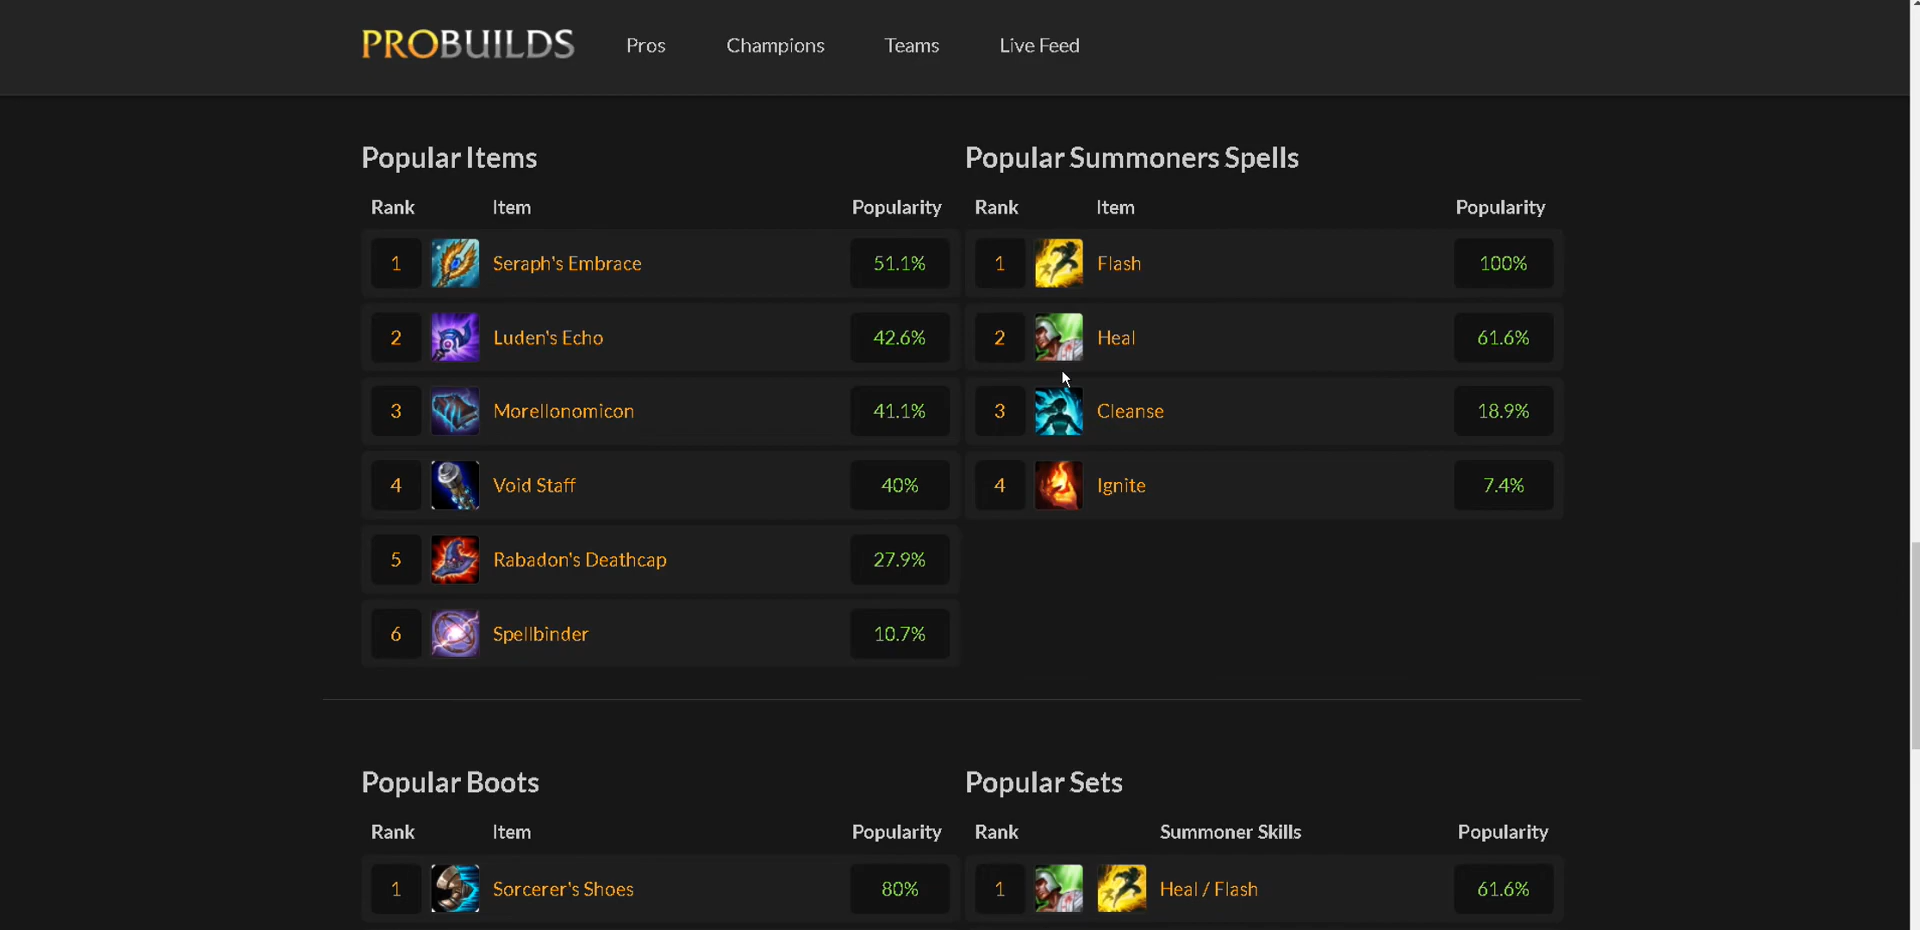 PROBUILDS Pros Champions Teams Live Feed
Popular Items
Rank Item Popularity
1 Seraph's Embrace 51.1%
2 Luden's Echo 42.6%
3 Morellonomicon 41.1%
4 Void Staff 40%
5 Rabadon's Deathcap 27.9%
6 Spellbinder 10.7%
Popular Summoners Spells
Rank Item Popularity
1 Flash 100%
2 Heal 61.6%
3 Cleanse 18.9%
4 Ignite 7.4%
Popular Boots
Rank Item Popularity
1 Sorcerer's Shoes 80%
Popular Sets
Rank Summoner Skills Popularity
1 Heal / Flash 61.6%